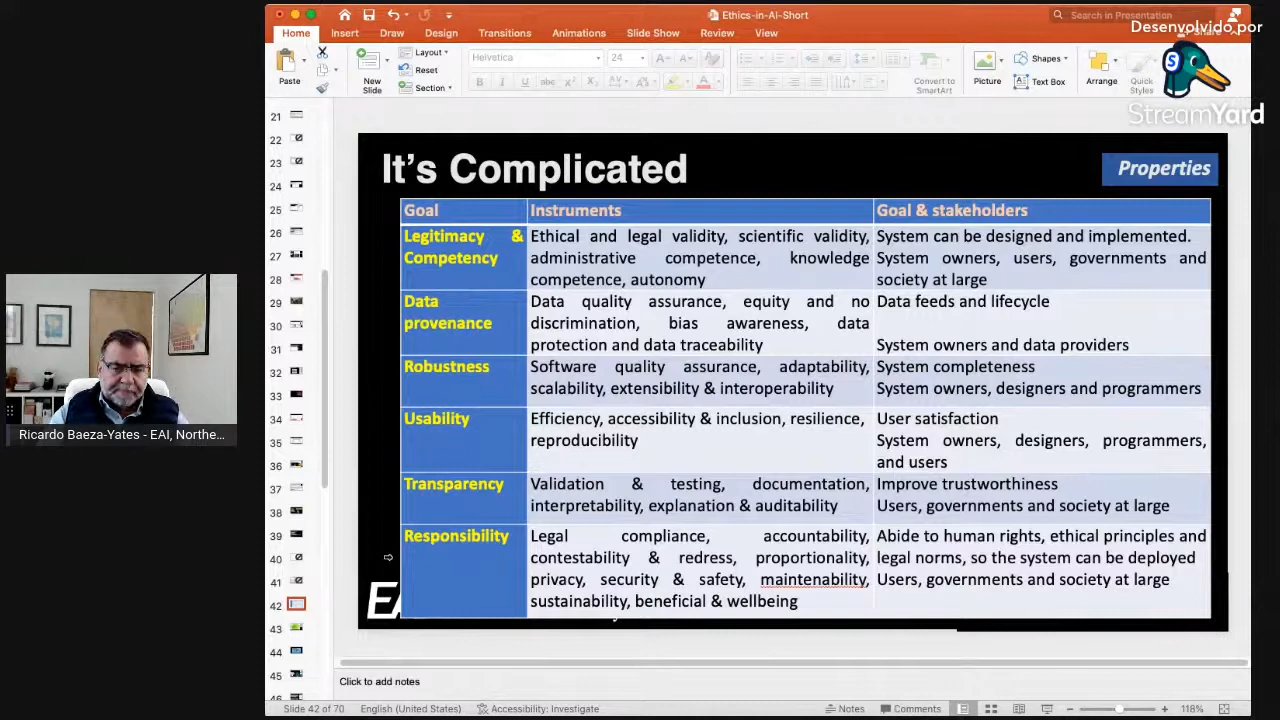 Ethics-in-AI-Short
Search in Presentation
Desenvolvido por
Home Insert Draw Design Transitions Animations Slide Show Review View
Share
StreamYard
Paste
New
Slide
Layout
Reset
Section
Helvetica
24
Convert to
SmartArt
Picture
Shapes
Text Box
Arrange
Quick
Styles
21
22
23
24
25
26
27
28
29
30
31
32
33
34
35
36
37
38
39
40
41
42
43
44
45
46
It's Complicated
Properties
Goal Instruments Goal & stakeholders
Legitimacy & Ethical and legal validity, scientific validity, System can be designed and implemented.
Competency administrative competence, knowledge System owners, users, governments and
competence, autonomy society at large
Data Data quality assurance, equity and no Data feeds and lifecycle
provenance discrimination, bias awareness, data
protection and data traceability System owners and data providers
Robustness Software quality assurance, adaptability, System completeness
scalability, extensibility & interoperability System owners, designers and programmers
Usability Efficiency, accessibility & inclusion, resilience, User satisfaction
reproducibility System owners, designers, programmers,
and users
Transparency Validation & testing, documentation, Improve trustworthiness
interpretability, explanation & auditability Users, governments and society at large
Responsibility Legal compliance, accountability, Abide to human rights, ethical principles and
contestability & redress, proportionality, legal norms, so the system can be deployed
privacy, security & safety, maintenability, Users, governments and society at large
sustainability, beneficial & wellbeing
Ricardo Baeza-Yates - EAI, Northe...
Click to add notes
Slide 42 of 70 English (United States) Accessibility: Investigate Notes Comments 118%